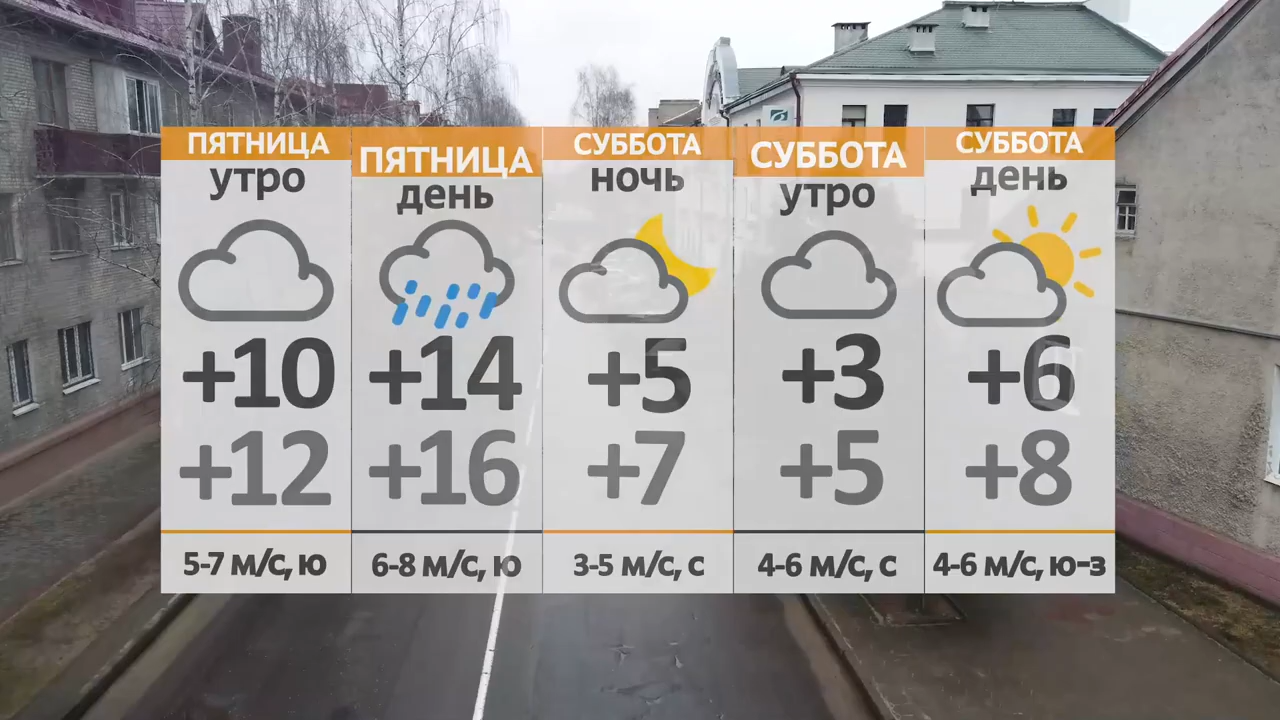 ПЯТНИЦА
утро
+10
+12
5-7 м/с, ю
ПЯТНИЦА
день
+14
+16
6-8 м/с, ю
СУББОТА
ночь
+5
+7
3-5 м/с, с
СУББОТА
утро
+3
+5
4-6 м/с, с
СУББОТА
день
+6
+8
4-6 м/с, ю-з